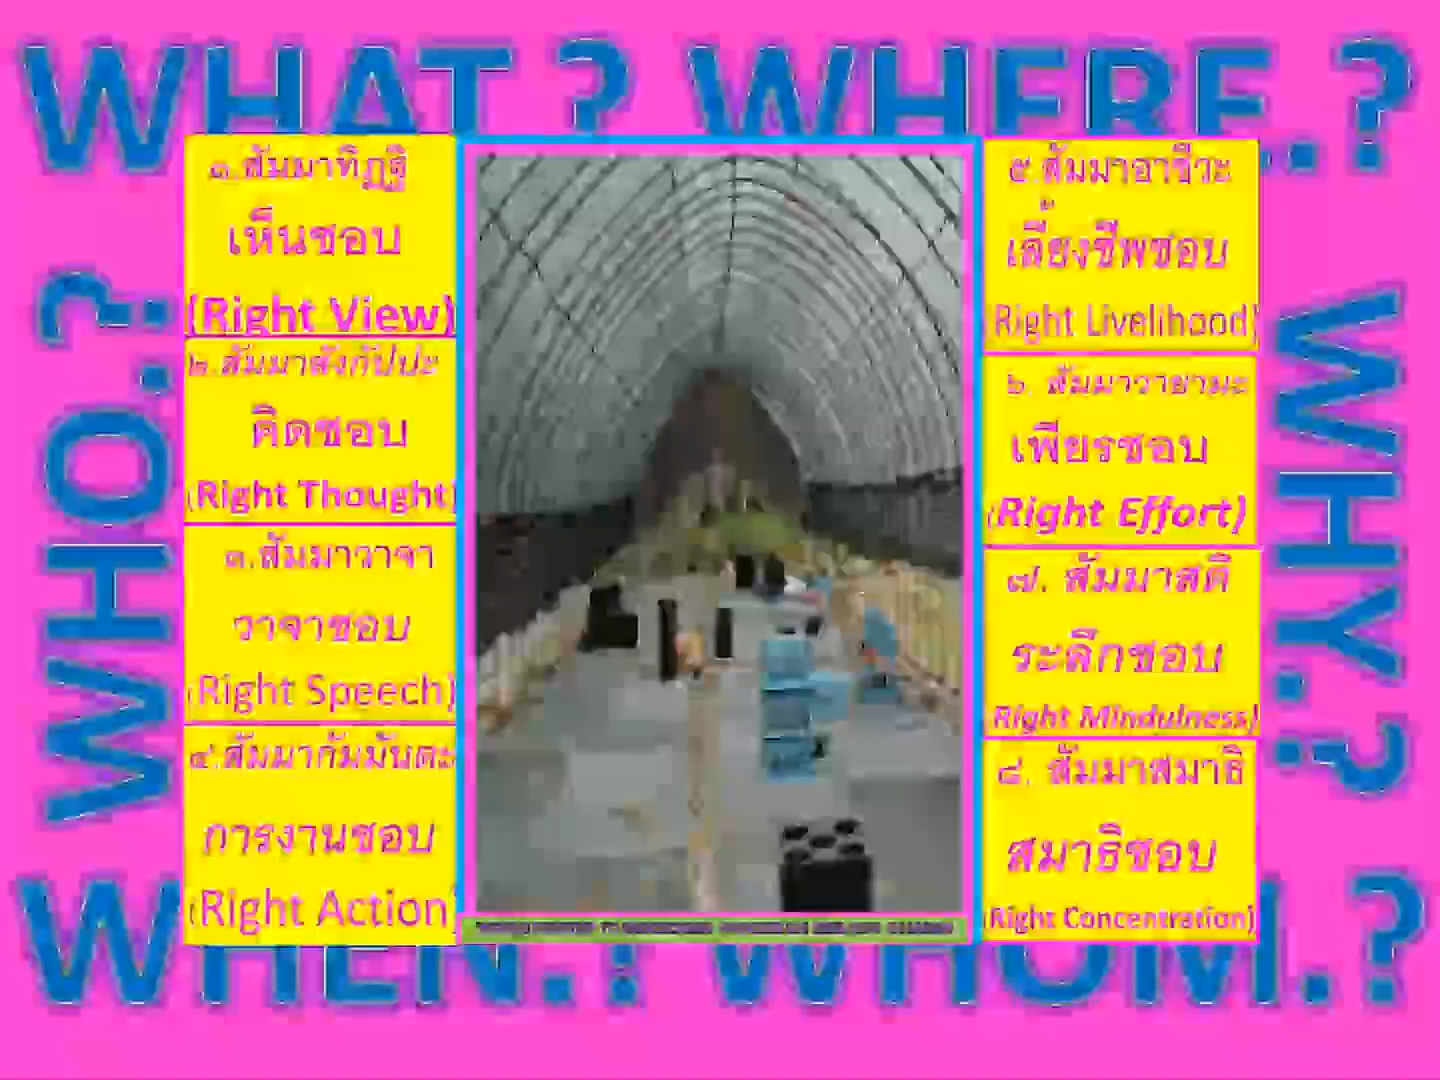 WHAT.? WHERE.?
WHO.?
WHY.?
WHEN.? WHOM.?
๑.สัมมาทิฏฐิ
เห็นชอบ
(Right View)
๒.สัมมาสังกัปปะ
คิดชอบ
(Right Thought)
๓.สัมมาวาจา
วาจาชอบ
(Right Speech)
๔.สัมมากัมมันตะ
การงานชอบ
(Right Action)
๕.สัมมาอาชีวะ
เลี้ยงชีพชอบ
(Right Livelihood)
๖. สัมมาวายามะ
เพียรชอบ
(Right Effort)
๗. สัมมาสติ
ระลึกชอบ
(Right Mindulness)
๘. สัมมาสมาธิ
สมาธิชอบ
(Right Concentration)